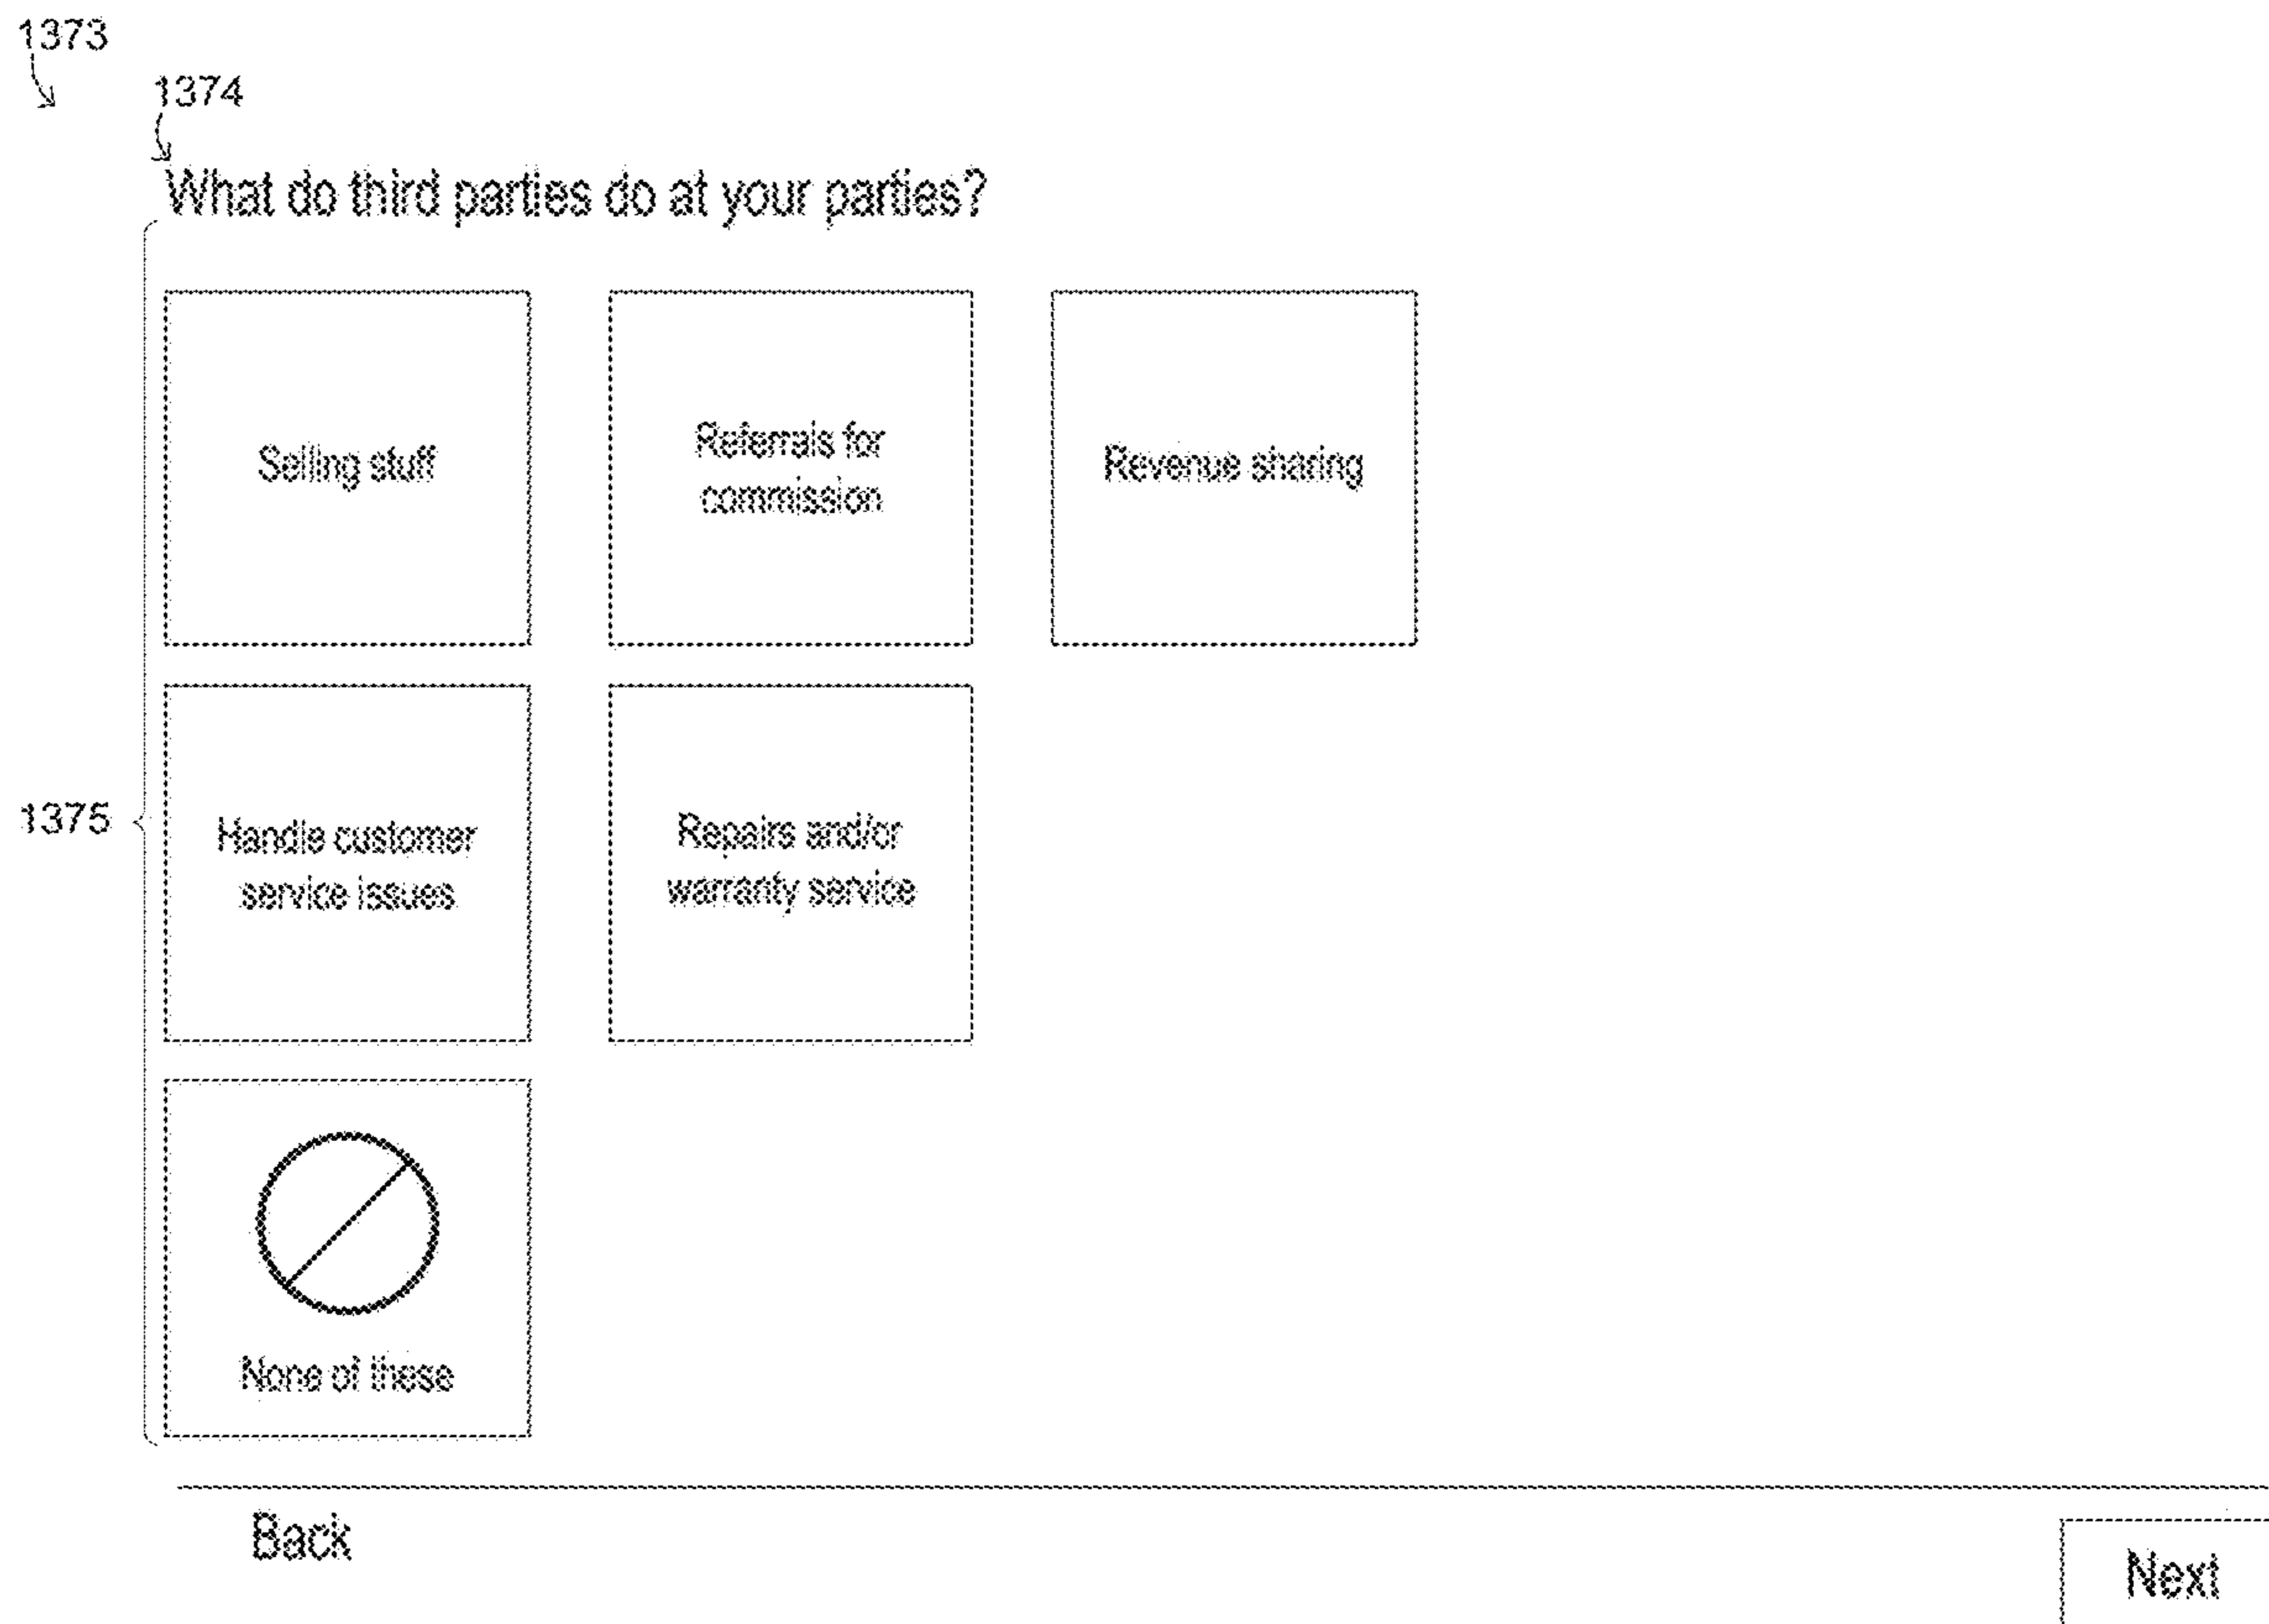 1373
1374
What do third parties do at your parties?
Selling stuff
Referrals for
commission
Revenue sharing
1375
Handle customer
service issues
Repairs and/or
warranty service
None of these
Back
Next